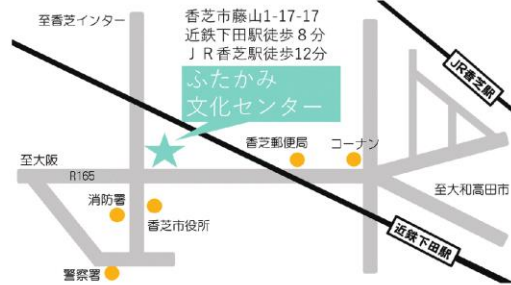 至香芝インター
香芝市藤山1-17-17
近鉄下田駅徒歩8分
JR香芝駅徒歩12分
ふたかみ
文化センター
JR香芝駅
香芝郵便局
コーナン
至大阪
R165
至大和高田市
消防署
香芝市役所
近鉄下田駅
警察署